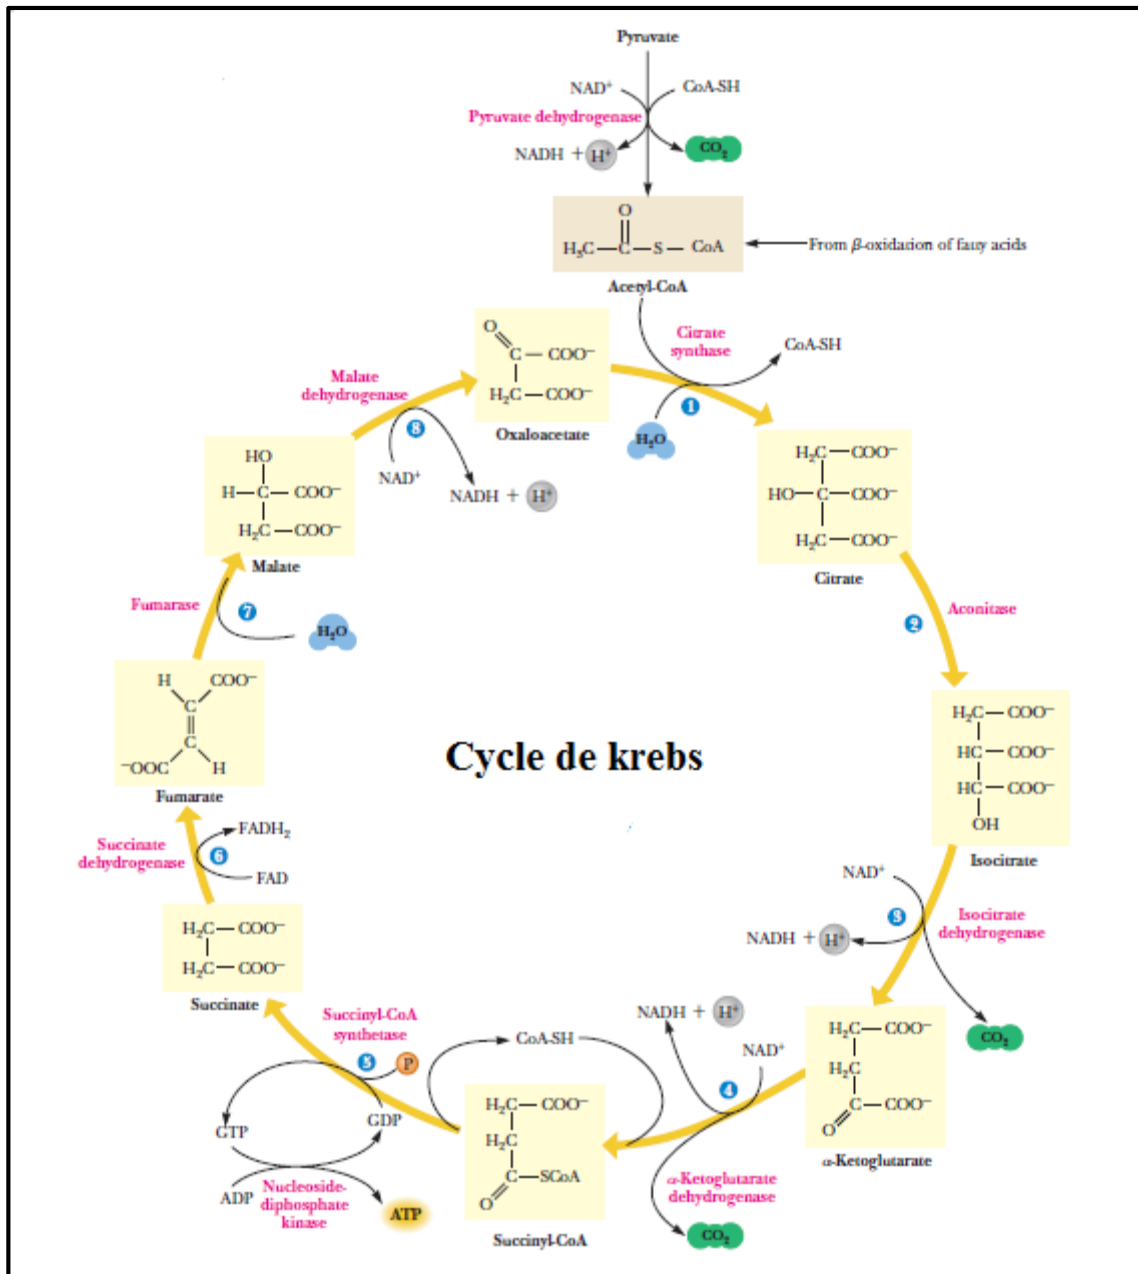 Pyruvate
NAD⁺
CoA-SH
Pyruvate dehydrogenase
NADH + H⁺
CO₂
O
H₃C—C—S— CoA
From β-oxidation of fatty acids
Acetyl-CoA
O
C— COO⁻
H₂C—COO⁻
Oxaloacetate
Citrate
synthase
CoA-SH
1
H₂O
Malate
dehydrogenase
8
NAD⁺
NADH + H⁺
HO
H—C— COO⁻
H₂C—COO⁻
Malate
H₂C—COO⁻
HO—C—COO⁻
H₂C—COO⁻
Citrate
Fumarase
7
H₂O
2
Aconitase
H
COO⁻
C
C
⁻OOC
H
Fumarate
Cycle de krebs
H₂C— COO⁻
HC— COO⁻
HC— COO⁻
OH
Isocitrate
Succinate
dehydrogenase
6
FADH₂
FAD
NAD⁺
3
Isocitrate
dehydrogenase
NADH + H⁺
CO₂
H₂C— COO⁻
H₂C— COO⁻
Succinate
Succinyl-CoA
synthetase
5
P
CoA-SH
NADH + H⁺
NAD⁺
4
H₂C—COO⁻
H₂C
C—COO⁻
O
α-Ketoglutarate
GTP
GDP
ADP
Nucleoside-
diphosphate
kinase
ATP
H₂C— COO⁻
H₂C
C—SCoA
O
Succinyl-CoA
α-Ketoglutarate
dehydrogenase
CO₂